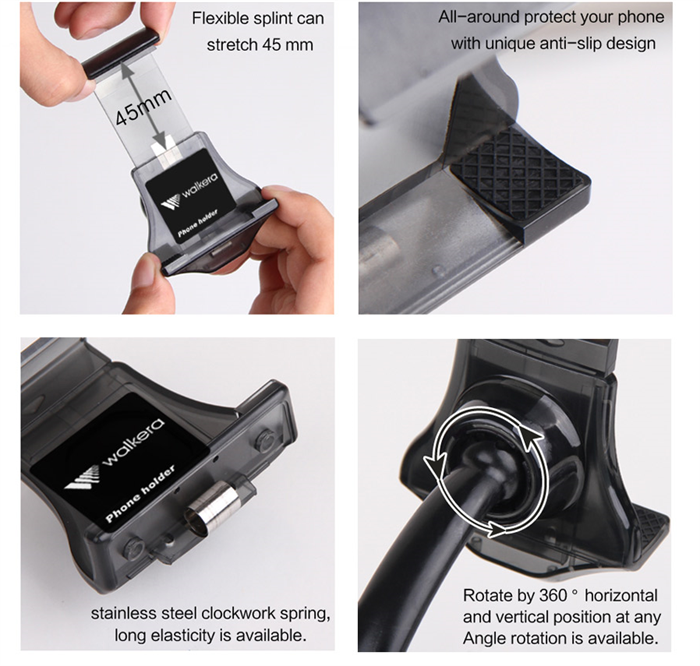 Flexible splint can
stretch 45 mm
45mm
walkera
Phone holder
All-around protect your phone
with unique anti-slip design
walkera
Phone holder
stainless steel clockwork spring,
long elasticity is available.
Rotate by 360 ° horizontal
and vertical position at any
Angle rotation is available.